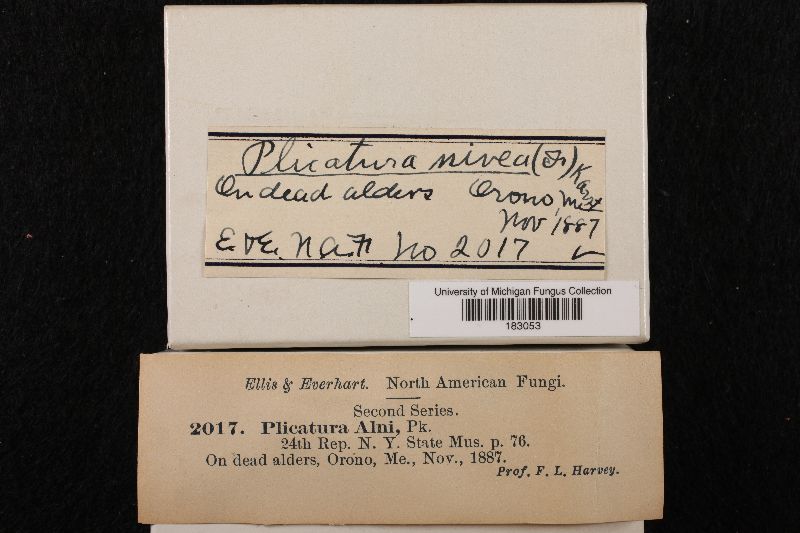 Plicatura nivea (Fr) Karst
On dead alders Orono, Me
Nov, 1887
E. & E. N A. F. No 2017
University of Michigan Fungus Collection
183053
Ellis & Everhart. North American Fungi.
Second Series.
2017. Plicatura Alni, Pk.
24th Rep. N. Y. State Mus. p. 76.
On dead alders, Orono, Me., Nov., 1887.
Prof. F. L. Harvey.